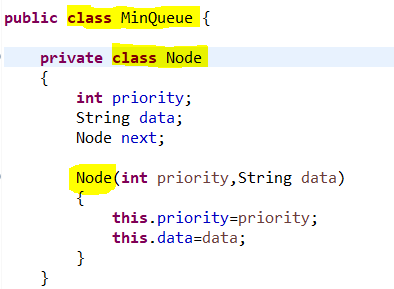 public class MinQueue {
private class Node
{
int priority;
String data;
Node next;
Node(int priority,String data)
{
this.priority=priority;
this.data=data;
}
}